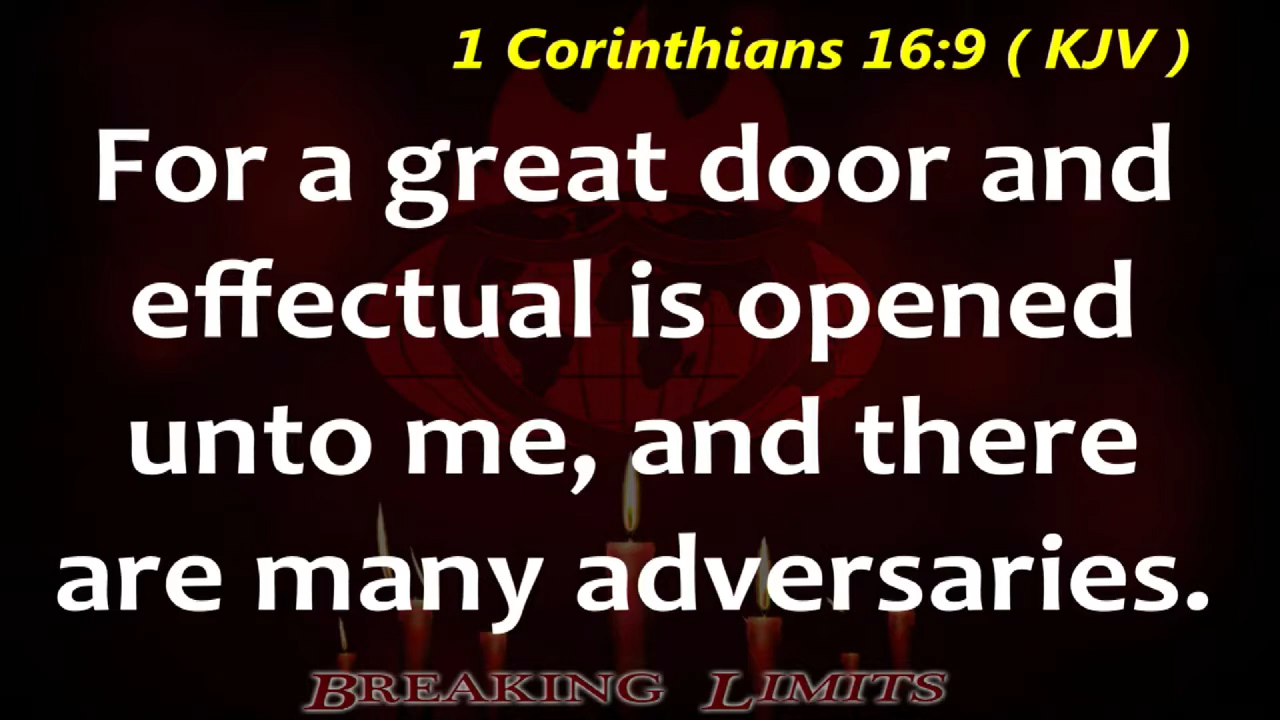 1 Corinthians 16:9 ( KJV )
For a great door and
effectual is opened
unto me, and there
are many adversaries.
BREAKING LIMITS